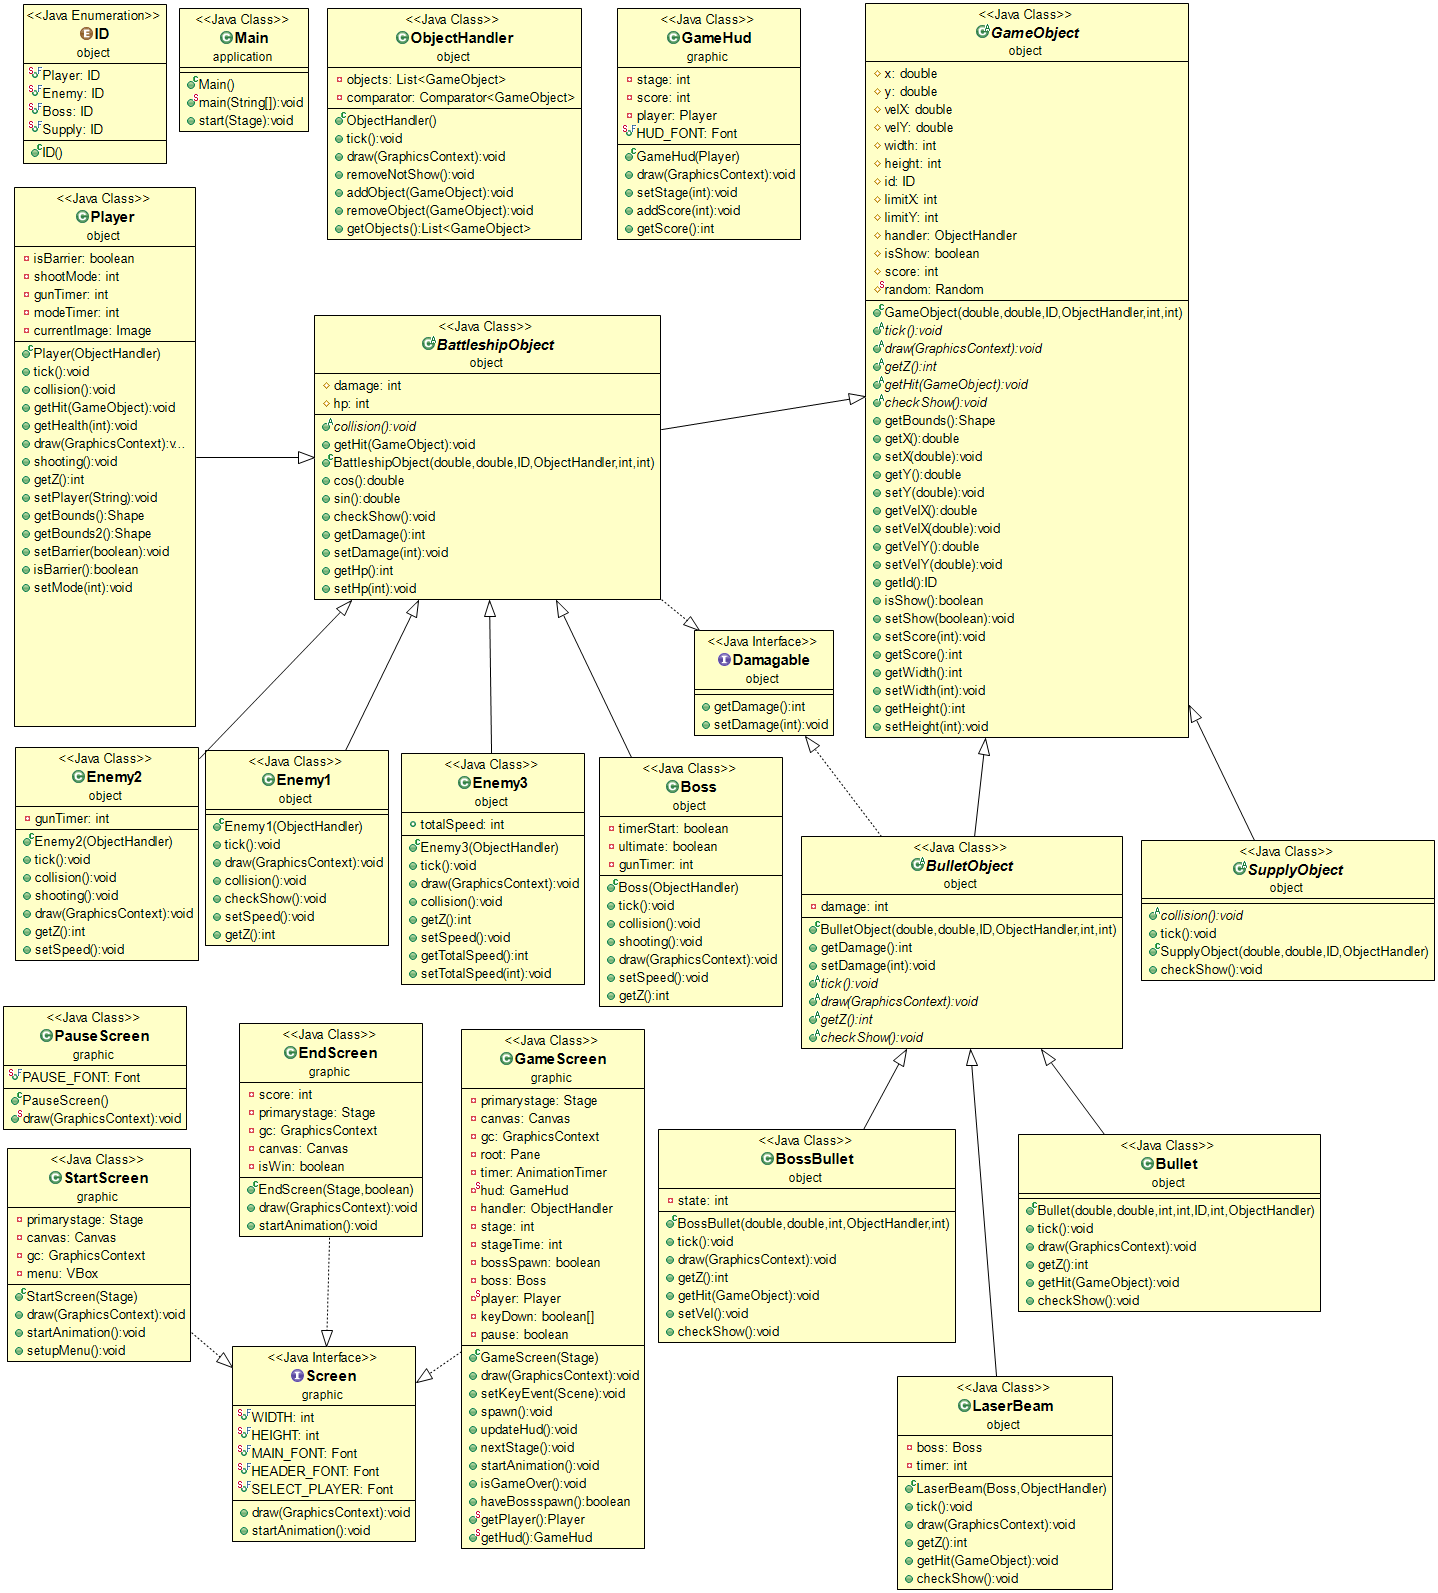 <<Java Enumeration>>
ID
object
Player: ID
Enemy: ID
Boss: ID
Supply: ID
ID()
<<Java Class>>
Main
application
Main()
main(String[]):void
start(Stage):void
<<Java Class>>
ObjectHandler
object
objects: List<GameObject>
comparator: Comparator<GameObject>
ObjectHandler()
tick():void
draw(GraphicsContext):void
removeNotShow():void
addObject(GameObject):void
removeObject(GameObject):void
getObjects():List<GameObject>
<<Java Class>>
GameHud
graphic
stage: int
score: int
player: Player
HUD_FONT: Font
GameHud(Player)
draw(GraphicsContext):void
setStage(int):void
addScore(int):void
getScore():int
<<Java Class>>
GameObject
object
x: double
y: double
velX: double
velY: double
width: int
height: int
id: ID
limitX: int
limitY: int
handler: ObjectHandler
isShow: boolean
score: int
random: Random
GameObject(double,double,ID,ObjectHandler,int,int)
tick():void
draw(GraphicsContext):void
getZ():int
getHit(GameObject):void
checkShow():void
getBounds():Shape
getX():double
setX(double):void
getY():double
setY(double):void
getVelX():double
setVelX(double):void
getVelY():double
setVelY(double):void
getId():ID
isShow():boolean
setShow(boolean):void
setScore(int):void
getScore():int
getWidth():int
setWidth(int):void
getHeight():int
setHeight(int):void
<<Java Class>>
Player
object
isBarrier: boolean
shootMode: int
gunTimer: int
modeTimer: int
currentImage: Image
Player(ObjectHandler)
tick():void
collision():void
getHit(GameObject):void
getHealth(int):void
draw(GraphicsContext):v...
shooting():void
getZ():int
setPlayer(String):void
getBounds():Shape
getBounds2():Shape
setBarrier(boolean):void
isBarrier():boolean
setMode(int):void
<<Java Class>>
BattleshipObject
object
damage: int
hp: int
collision():void
getHit(GameObject):void
BattleshipObject(double,double,ID,ObjectHandler,int,int)
cos():double
sin():double
checkShow():void
getDamage():int
setDamage(int):void
getHp():int
setHp(int):void
<<Java Interface>>
Damagable
object
getDamage():int
setDamage(int):void
<<Java Class>>
Enemy2
object
gunTimer: int
Enemy2(ObjectHandler)
tick():void
collision():void
shooting():void
draw(GraphicsContext):void
getZ():int
setSpeed():void
<<Java Class>>
Enemy1
object
Enemy1(ObjectHandler)
tick():void
draw(GraphicsContext):void
collision():void
checkShow():void
setSpeed():void
getZ():int
<<Java Class>>
Enemy3
object
totalSpeed: int
Enemy3(ObjectHandler)
tick():void
draw(GraphicsContext):void
collision():void
getZ():int
setSpeed():void
getTotalSpeed():int
setTotalSpeed(int):void
<<Java Class>>
Boss
object
timerStart: boolean
ultimate: boolean
gunTimer: int
Boss(ObjectHandler)
tick():void
collision():void
shooting():void
draw(GraphicsContext):void
setSpeed():void
getZ():int
<<Java Class>>
BulletObject
object
damage: int
BulletObject(double,double,ID,ObjectHandler,int,int)
getDamage():int
setDamage(int):void
tick():void
draw(GraphicsContext):void
getZ():int
checkShow():void
<<Java Class>>
SupplyObject
object
collision():void
tick():void
SupplyObject(double,double,ID,ObjectHandler)
checkShow():void
<<Java Class>>
PauseScreen
graphic
PAUSE_FONT: Font
PauseScreen()
draw(GraphicsContext):void
<<Java Class>>
StartScreen
graphic
primarystage: Stage
canvas: Canvas
gc: GraphicsContext
menu: VBox
StartScreen(Stage)
draw(GraphicsContext):void
startAnimation():void
setupMenu():void
<<Java Class>>
EndScreen
graphic
score: int
primarystage: Stage
gc: GraphicsContext
canvas: Canvas
isWin: boolean
EndScreen(Stage,boolean)
draw(GraphicsContext):void
startAnimation():void
<<Java Interface>>
Screen
graphic
WIDTH: int
HEIGHT: int
MAIN_FONT: Font
HEADER_FONT: Font
SELECT_PLAYER: Font
draw(GraphicsContext):void
startAnimation():void
<<Java Class>>
GameScreen
graphic
primarystage: Stage
canvas: Canvas
gc: GraphicsContext
root: Pane
timer: AnimationTimer
hud: GameHud
handler: ObjectHandler
stage: int
stageTime: int
bossSpawn: boolean
boss: Boss
player: Player
keyDown: boolean[]
pause: boolean
GameScreen(Stage)
draw(GraphicsContext):void
setKeyEvent(Scene):void
spawn():void
updateHud():void
nextStage():void
startAnimation():void
isGameOver():void
haveBossspawn():boolean
getPlayer():Player
getHud():GameHud
<<Java Class>>
BossBullet
object
state: int
BossBullet(double,double,int,ObjectHandler,int)
tick():void
draw(GraphicsContext):void
getZ():int
getHit(GameObject):void
setVel():void
checkShow():void
<<Java Class>>
Bullet
object
Bullet(double,double,int,int,ID,int,ObjectHandler)
tick():void
draw(GraphicsContext):void
getZ():int
getHit(GameObject):void
checkShow():void
<<Java Class>>
LaserBeam
object
boss: Boss
timer: int
LaserBeam(Boss,ObjectHandler)
tick():void
draw(GraphicsContext):void
getZ():int
getHit(GameObject):void
checkShow():void